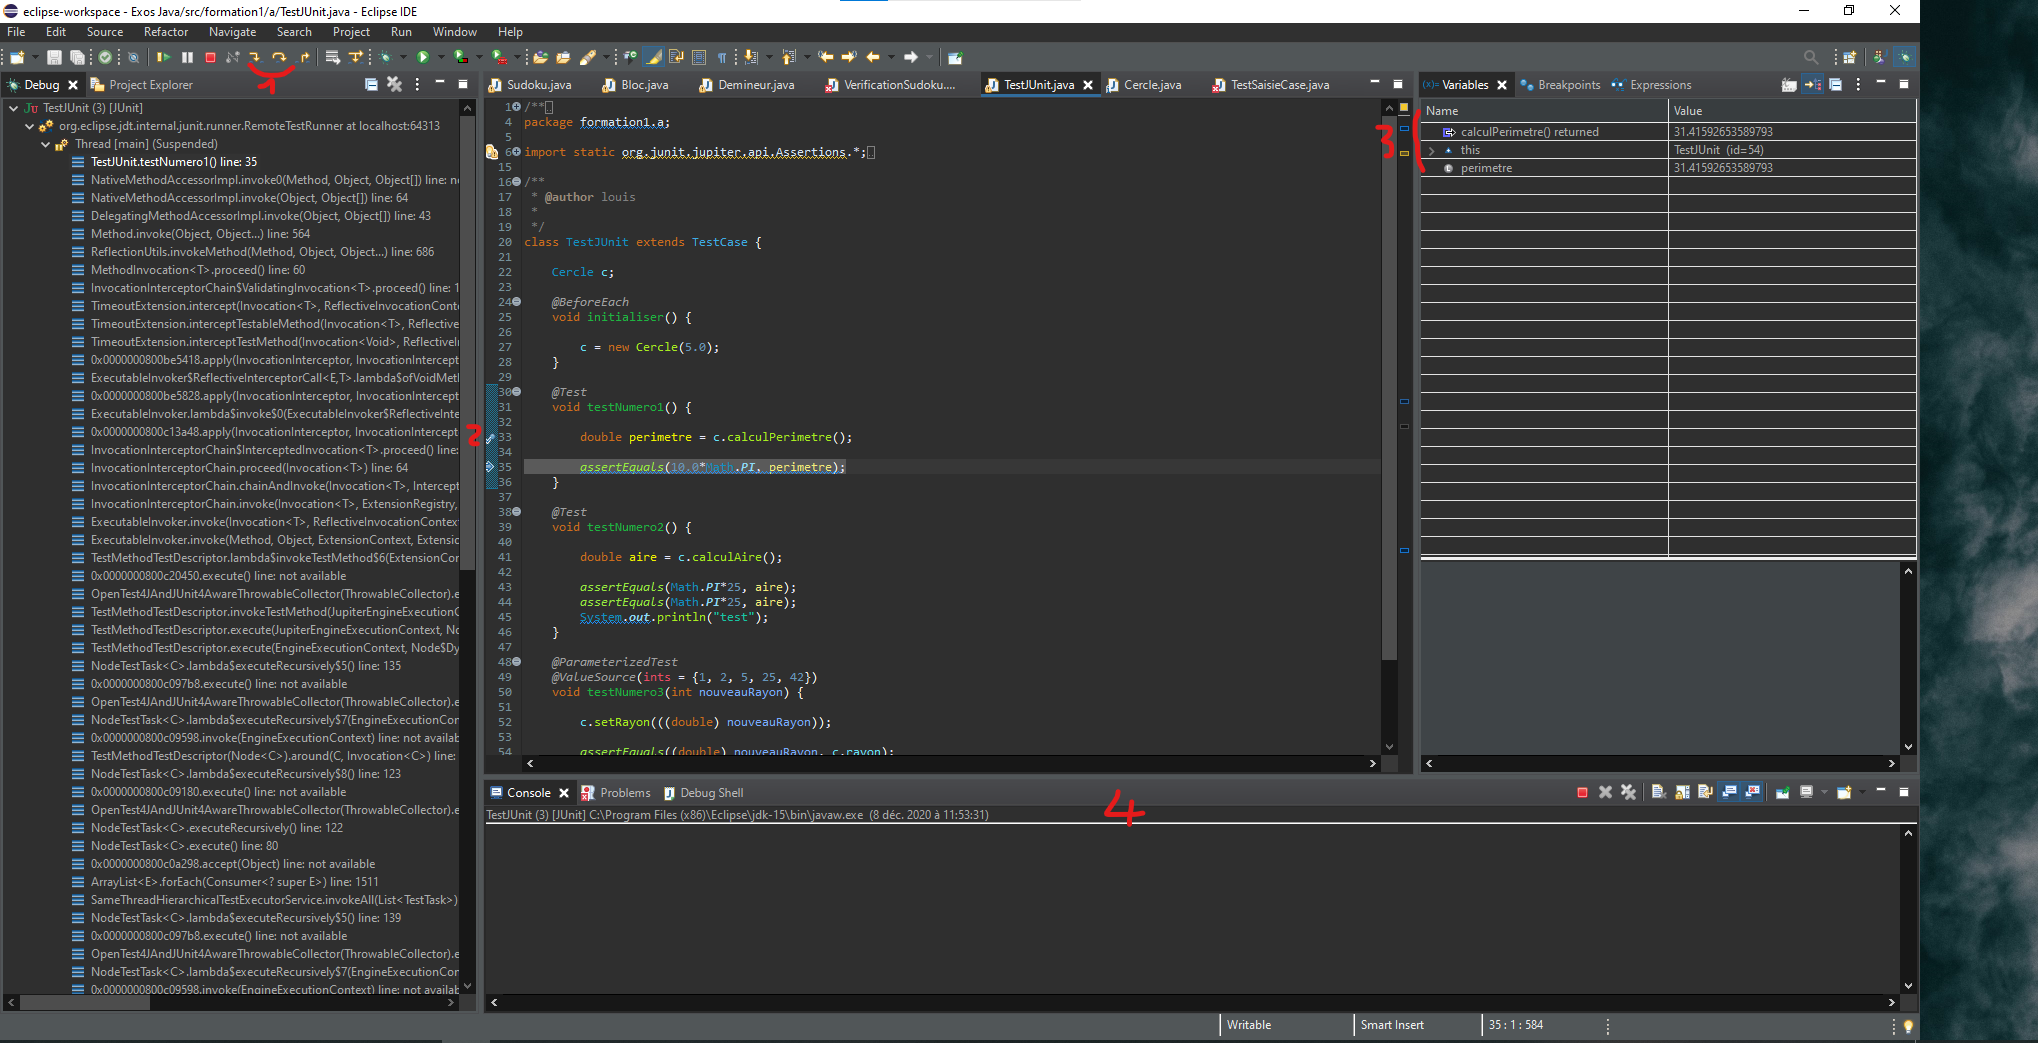 eclipse-workspace - Exos Java/src/formation1/a/TestJUnit.java - Eclipse IDE
File Edit Source Refactor Navigate Search Project Run Window Help
1
Debug Project Explorer
TestJUnit (3) [JUnit]
org.eclipse.jdt.internal.junit.runner.RemoteTestRunner at localhost:64313
Thread [main] (Suspended)
TestJUnit.testNumero1() line: 35
NativeMethodAccessorImpl.invoke0(Method, Object, Object[]) line: n
NativeMethodAccessorImpl.invoke(Object, Object[]) line: 64
DelegatingMethodAccessorImpl.invoke(Object, Object[]) line: 43
Method.invoke(Object, Object...) line: 564
ReflectionUtils.invokeMethod(Method, Object, Object...) line: 686
MethodInvocation<T>.proceed() line: 60
InvocationInterceptorChain$ValidatingInvocation<T>.proceed() line: 1
TimeoutExtension.intercept(Invocation<T>, ReflectiveInvocationConte
TimeoutExtension.interceptTestableMethod(Invocation<T>, Reflective
TimeoutExtension.interceptTestMethod(Invocation<Void>, ReflectiveIn
0x0000000800be5418.apply(InvocationInterceptor, InvocationIntercept
ExecutableInvoker$ReflectiveInterceptorCall<E,T>.lambda$ofVoidMet
0x0000000800be5828.apply(InvocationInterceptor, InvocationIntercept
ExecutableInvoker.lambda$invoke$0(ExecutableInvoker$ReflectiveInte
0x0000000800c13a48.apply(InvocationInterceptor, InvocationIntercept
InvocationInterceptorChain$InterceptedInvocation<T>.proceed() line:
InvocationInterceptorChain.proceed(Invocation<T>) line: 64
InvocationInterceptorChain.chainAndInvoke(Invocation<T>, Intercept
InvocationInterceptorChain.invoke(Invocation<T>, ExtensionRegistry,
ExecutableInvoker.invoke(Invocation<T>, ReflectiveInvocationContext
ExecutableInvoker.invoke(Method, Object, ExtensionContext, Extensio
TestMethodTestDescriptor.lambda$invokeTestMethod$6(ExtensionCon
0x0000000800c20450.execute() line: not available
OpenTest4JAndJUnit4AwareThrowableCollector(ThrowableCollector).e
TestMethodTestDescriptor.invokeTestMethod(JupiterEngineExecutionC
TestMethodTestDescriptor.execute(JupiterEngineExecutionContext, No
TestMethodTestDescriptor.execute(EngineExecutionContext, Node$Dy
NodeTestTask<C>.lambda$executeRecursively$5() line: 135
0x0000000800c097b8.execute() line: not available
OpenTest4JAndJUnit4AwareThrowableCollector(ThrowableCollector).e
NodeTestTask<C>.lambda$executeRecursively$7(EngineExecutionCon
0x0000000800c09598.invoke(EngineExecutionContext) line: not availab
TestMethodTestDescriptor(Node<C>).around(C, Invocation<C>) line:
NodeTestTask<C>.lambda$executeRecursively$8() line: 123
0x0000000800c09180.execute() line: not available
OpenTest4JAndJUnit4AwareThrowableCollector(ThrowableCollector).e
NodeTestTask<C>.executeRecursively() line: 122
NodeTestTask<C>.execute() line: 80
0x0000000800c0a298.accept(Object) line: not available
ArrayList<E>.forEach(Consumer<? super E>) line: 1511
SameThreadHierarchicalTestExecutorService.invokeAll(List<TestTask>)
NodeTestTask<C>.lambda$executeRecursively$5() line: 139
0x0000000800c097b8.execute() line: not available
OpenTest4JAndJUnit4AwareThrowableCollector(ThrowableCollector).e
NodeTestTask<C>.lambda$executeRecursively$7(EngineExecutionCon
0x0000000800c09598.invoke(EngineExecutionContext) line: not availab
Sudoku.java Bloc.java Demineur.java VerificationSudoku.... TestJUnit.java Cercle.java TestSaisieCase.java
1 /**
4 package formation1.a;
5
6 import static org.junit.jupiter.api.Assertions.*;
15
16 /**
17 * @author louis
18 *
19 */
20 class TestJUnit extends TestCase {
21
22 Cercle c;
23
24 @BeforeEach
25 void initialiser() {
26
27 c = new Cercle(5.0);
28 }
29
30 @Test
31 void testNumero1() {
32
2
33 double perimetre = c.calculPerimetre();
34
35 assertEquals(10.0*Math.PI, perimetre);
36 }
37
38 @Test
39 void testNumero2() {
40
41 double aire = c.calculAire();
42
43 assertEquals(Math.PI*25, aire);
44 assertEquals(Math.PI*25, aire);
45 System.out.println("test");
46 }
47
48 @ParameterizedTest
49 @ValueSource(ints = {1, 2, 5, 25, 42})
50 void testNumero3(int nouveauRayon) {
51
52 c.setRayon(((double) nouveauRayon));
53
54 assertEquals((double) nouveauRayon, c.rayon);
3
(x)= Variables Breakpoints Expressions
Name Value
calculPerimetre() returned 31.41592653589793
this TestJUnit (id=54)
perimetre 31.41592653589793
Console Problems Debug Shell
4
TestJUnit (3) [JUnit] C:\Program Files (x86)\Eclipse\jdk-15\bin\javaw.exe (8 déc. 2020 à 11:53:31)
Writable Smart Insert 35 : 1 : 584